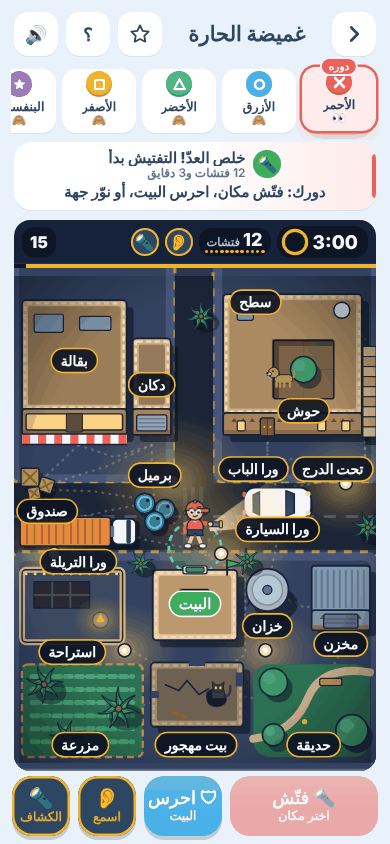 غميضة الحارة
؟
دوره
الأحمر
الأزرق
الأخضر
الأصفر
خلص العدّ! التفتيش بدأ
12 فتشات و3 دقايق
دورك: فتّش مكان، احرس البيت، أو نوّر جهة
3:00
12 فتشات
15
سطح
بقالة
دكان
حوش
برميل
ورا الباب
تحت الدرج
صندوق
ورا السيارة
ورا التريلة
البيت
خزان
مخزن
استراحة
مزرعة
بيت مهجور
حديقة
فتّش
اختر مكان
احرس
البيت
اسمع
الكشاف